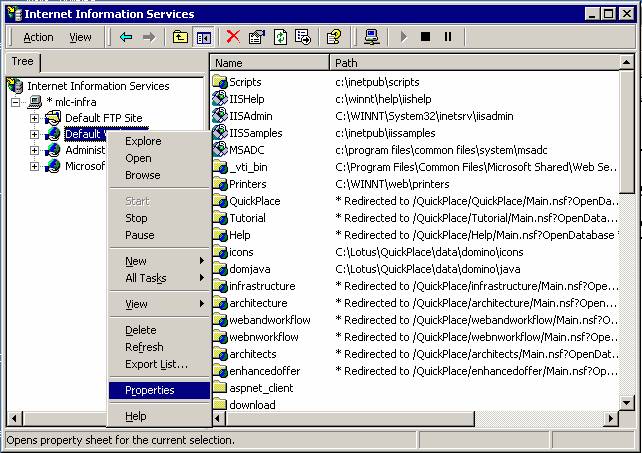 Internet Information Services
Action View
Tree
Internet Information Services
* mlc-infra
Default FTP Site
Default
Administ
Microsof
Explore
Open
Browse
Start
Stop
Pause
New
All Tasks
View
Delete
Refresh
Export List...
Properties
Help
Name Path
Scripts c:\inetpub\scripts
IISHelp c:\winnt\help\iishelp
IISAdmin C:\WINNT\System32\inetsrv\iisadmin
IISSamples c:\inetpub\iissamples
MSADC c:\program files\common files\system\msadc
_vti_bin C:\Program Files\Common Files\Microsoft Shared\Web Se...
Printers C:\WINNT\web\printers
QuickPlace * Redirected to /QuickPlace/QuickPlace/Main.nsf?OpenDa...
Tutorial * Redirected to /QuickPlace/Tutorial/Main.nsf?OpenData...
Help * Redirected to /QuickPlace/Help/Main.nsf?OpenDatabase *
icons C:\Lotus\QuickPlace\data\domino\icons
domjava C:\Lotus\QuickPlace\data\domino\java
infrastructure * Redirected to /QuickPlace/infrastructure/Main.nsf?Ope...
architecture * Redirected to /QuickPlace/architecture/Main.nsf?Open...
webandworkflow * Redirected to /QuickPlace/webandworkflow/Main.nsf?O...
webnworkflow * Redirected to /QuickPlace/webnworkflow/Main.nsf?Ope...
architects * Redirected to /QuickPlace/architects/Main.nsf?OpenDat...
enhancedoffer * Redirected to /QuickPlace/enhancedoffer/Main.nsf?Op...
aspnet_client
download
Opens property sheet for the current selection.